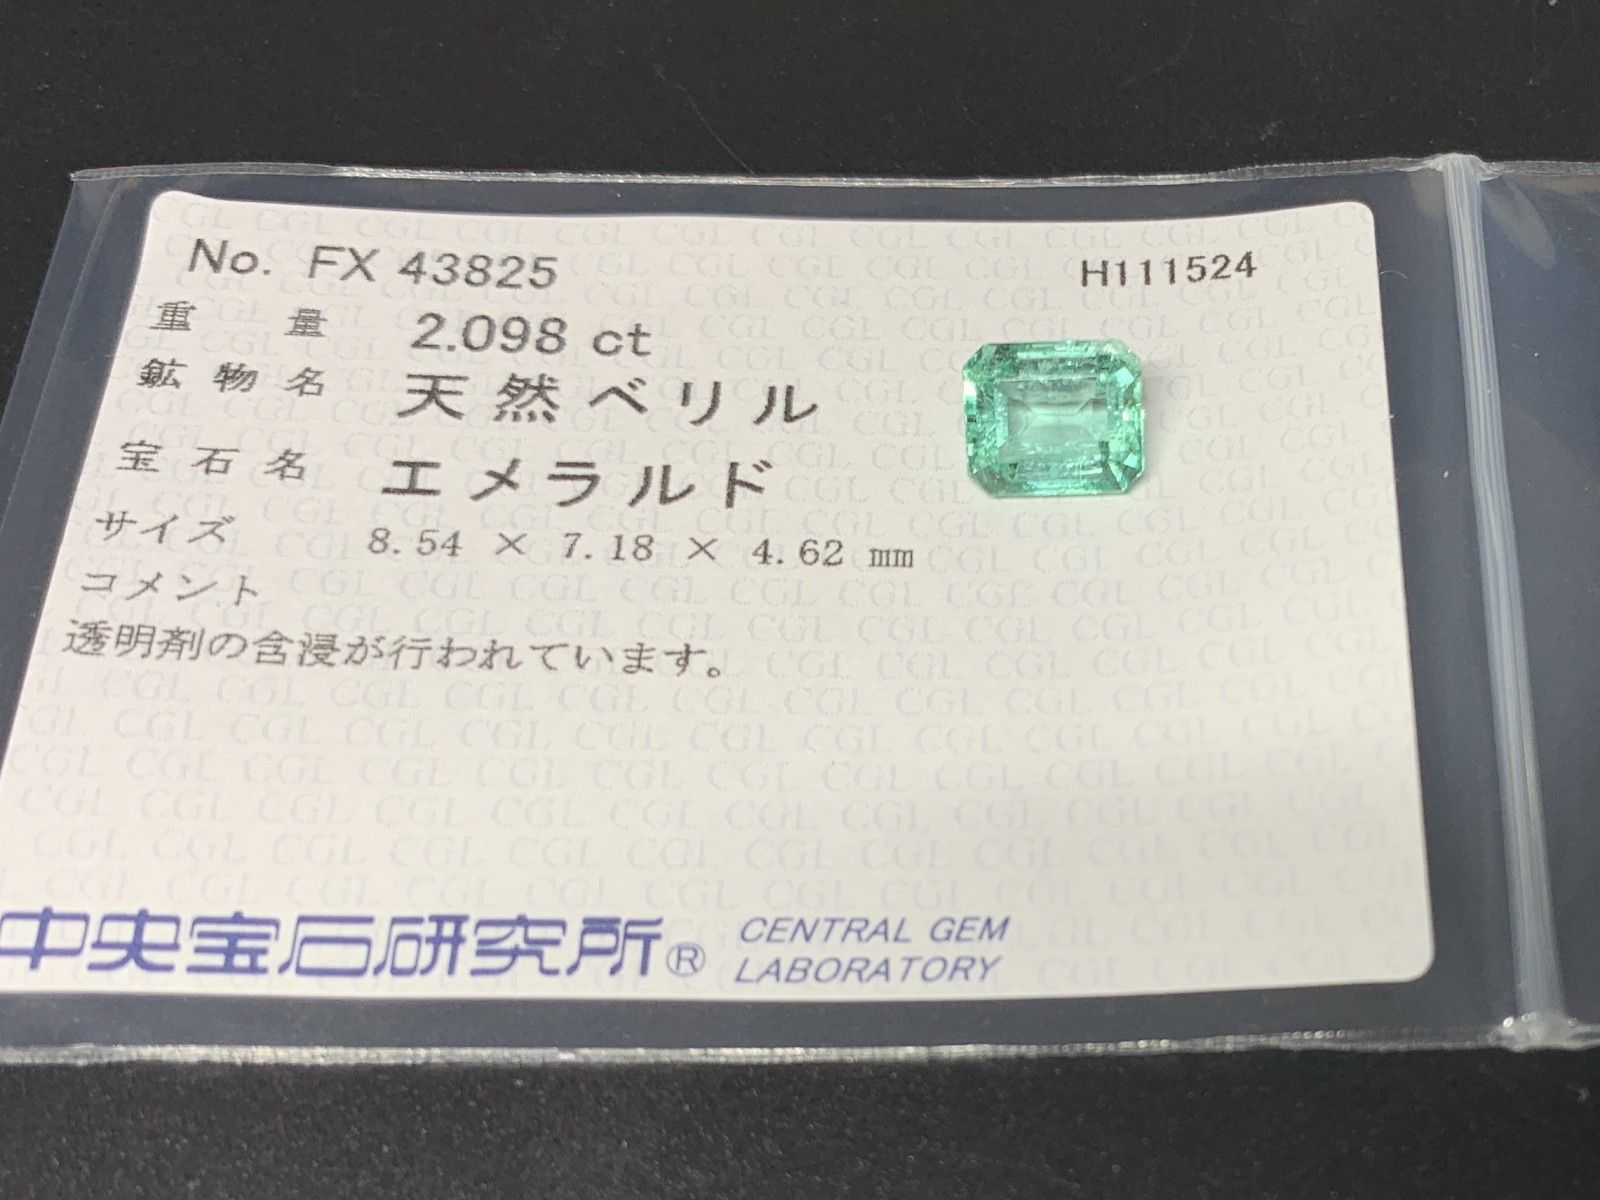 No. FX 43825 H111524
重量 2.098 ct
鉱物名 天然ベリル
宝石名 エメラルド
サイズ 8.54 × 7.18 × 4.62 mm
コメント
透明剤の含浸が行われています。
中央宝石研究所® CENTRAL GEM
LABORATORY